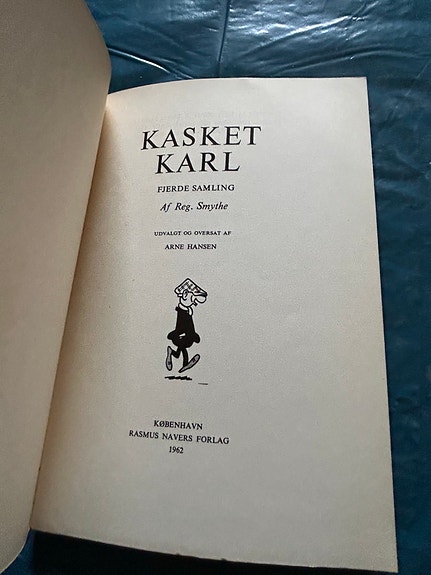 KASKET
KARL
FJERDE SAMLING
Af Reg. Smythe
UDVALGT OG OVERSAT AF
ARNE HANSEN
KØBENHAVN
RASMUS NAVERS FORLAG
1962